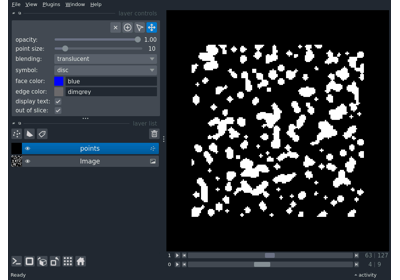 File View Plugins Window Help
layer controls
opacity: 1.00
point size: 10
blending: translucent
symbol: disc
face color: blue
edge color: dimgrey
display text:
out of slice:
layer list
points
Image
1 63 127
0 4 9
Ready activity